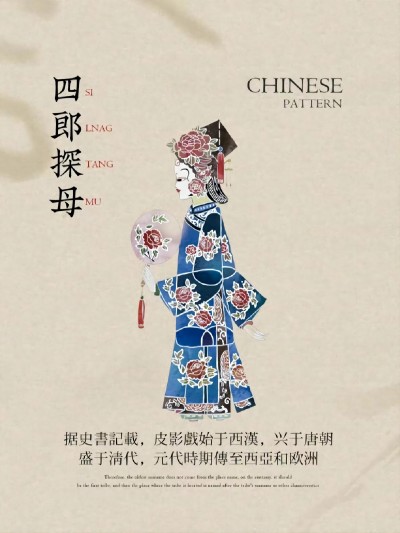 四郎探母
SI
LNAG
TANG
MU
CHINESE
PATTERN
据史書記載，皮影戲始于西漢，兴于唐朝
盛于清代，元代時期傳至西亞和欧洲